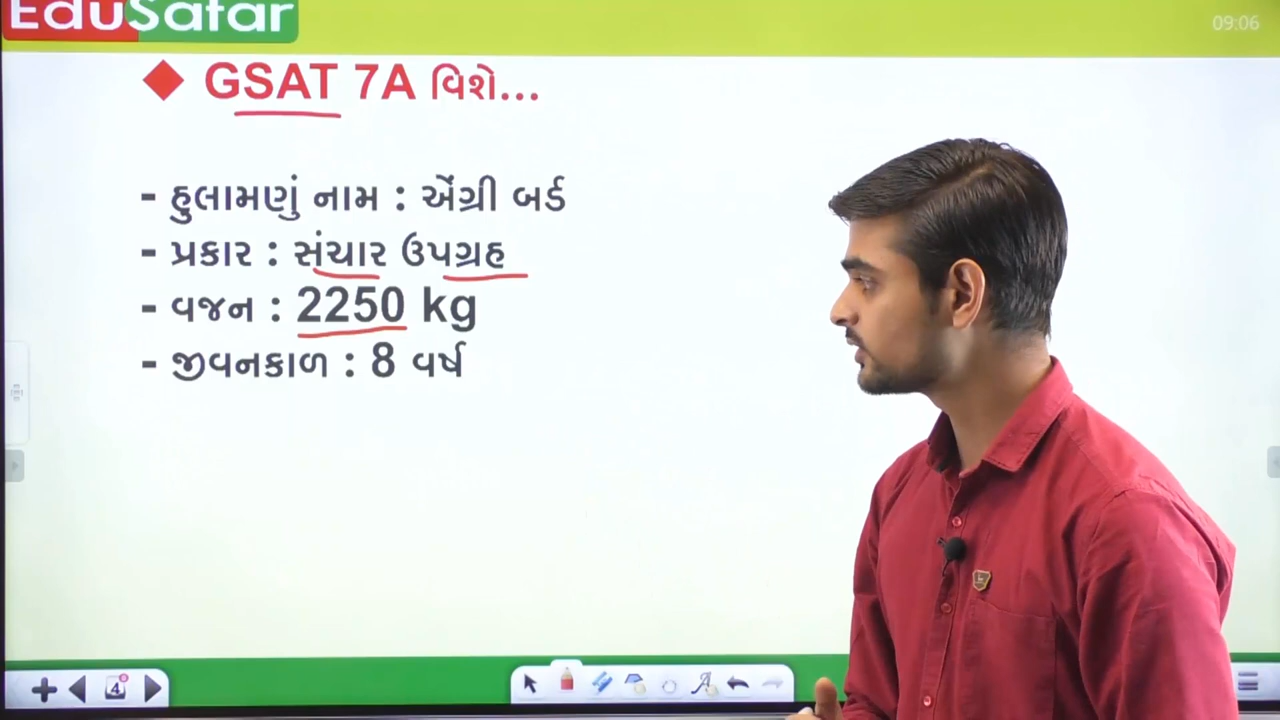 EduSafar
09:06
GSAT 7A વિશે...
- હુલામણું નામ : એંગ્રી બર્ડ
- પ્રકાર : સંચાર ઉપગ્રહ
- વજન : 2250 kg
- જીવનકાળ : 8 વર્ષ
4